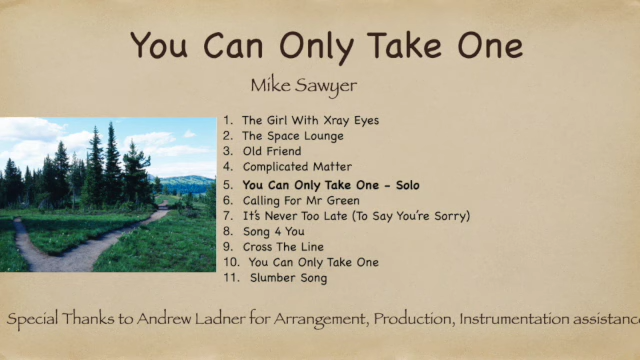 You Can Only Take One
Mike Sawyer
1. The Girl With Xray Eyes
2. The Space Lounge
3. Old Friend
4. Complicated Matter
5. You Can Only Take One - Solo
6. Calling For Mr Green
7. It's Never Too Late (To Say You're Sorry)
8. Song 4 You
9. Cross The Line
10. You Can Only Take One
11. Slumber Song
Special Thanks to Andrew Ladner for Arrangement, Production, Instrumentation assistanc